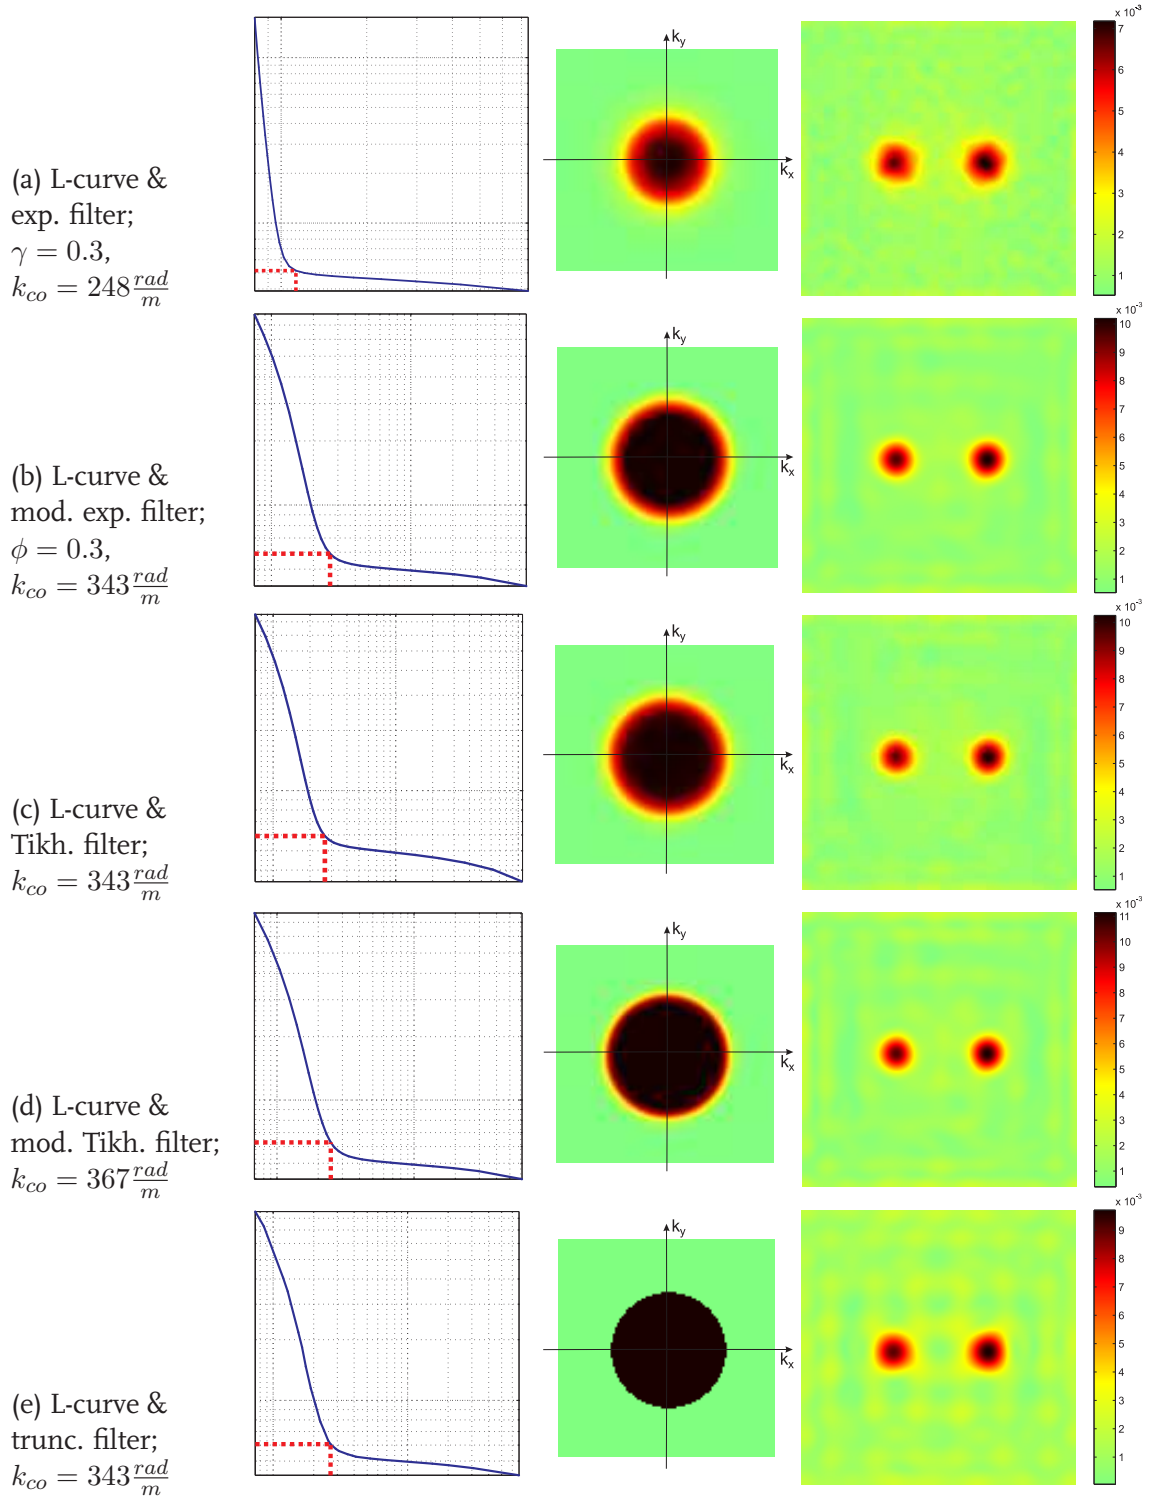 (a) L-curve &
exp. filter;
γ = 0.3,
k_co = 248 rad/m
k_y
k_x
x 10^-3
7
6
5
4
3
2
1
(b) L-curve &
mod. exp. filter;
ϕ = 0.3,
k_co = 343 rad/m
k_y
k_x
x 10^-3
10
9
8
7
6
5
4
3
2
1
(c) L-curve &
Tikh. filter;
k_co = 343 rad/m
k_y
k_x
x 10^-3
10
9
8
7
6
5
4
3
2
1
(d) L-curve &
mod. Tikh. filter;
k_co = 367 rad/m
k_y
k_x
x 10^-3
11
10
9
8
7
6
5
4
3
2
1
(e) L-curve &
trunc. filter;
k_co = 343 rad/m
k_y
k_x
x 10^-3
9
8
7
6
5
4
3
2
1